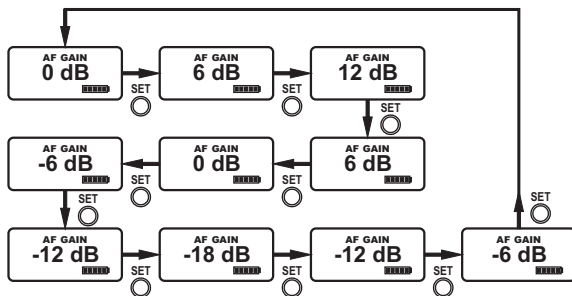 AF GAIN
0 dB
SET
AF GAIN
6 dB
SET
AF GAIN
12 dB
SET
AF GAIN
6 dB
SET
AF GAIN
0 dB
SET
AF GAIN
-6 dB
SET
AF GAIN
-12 dB
SET
AF GAIN
-18 dB
SET
AF GAIN
-12 dB
SET
AF GAIN
-6 dB
SET